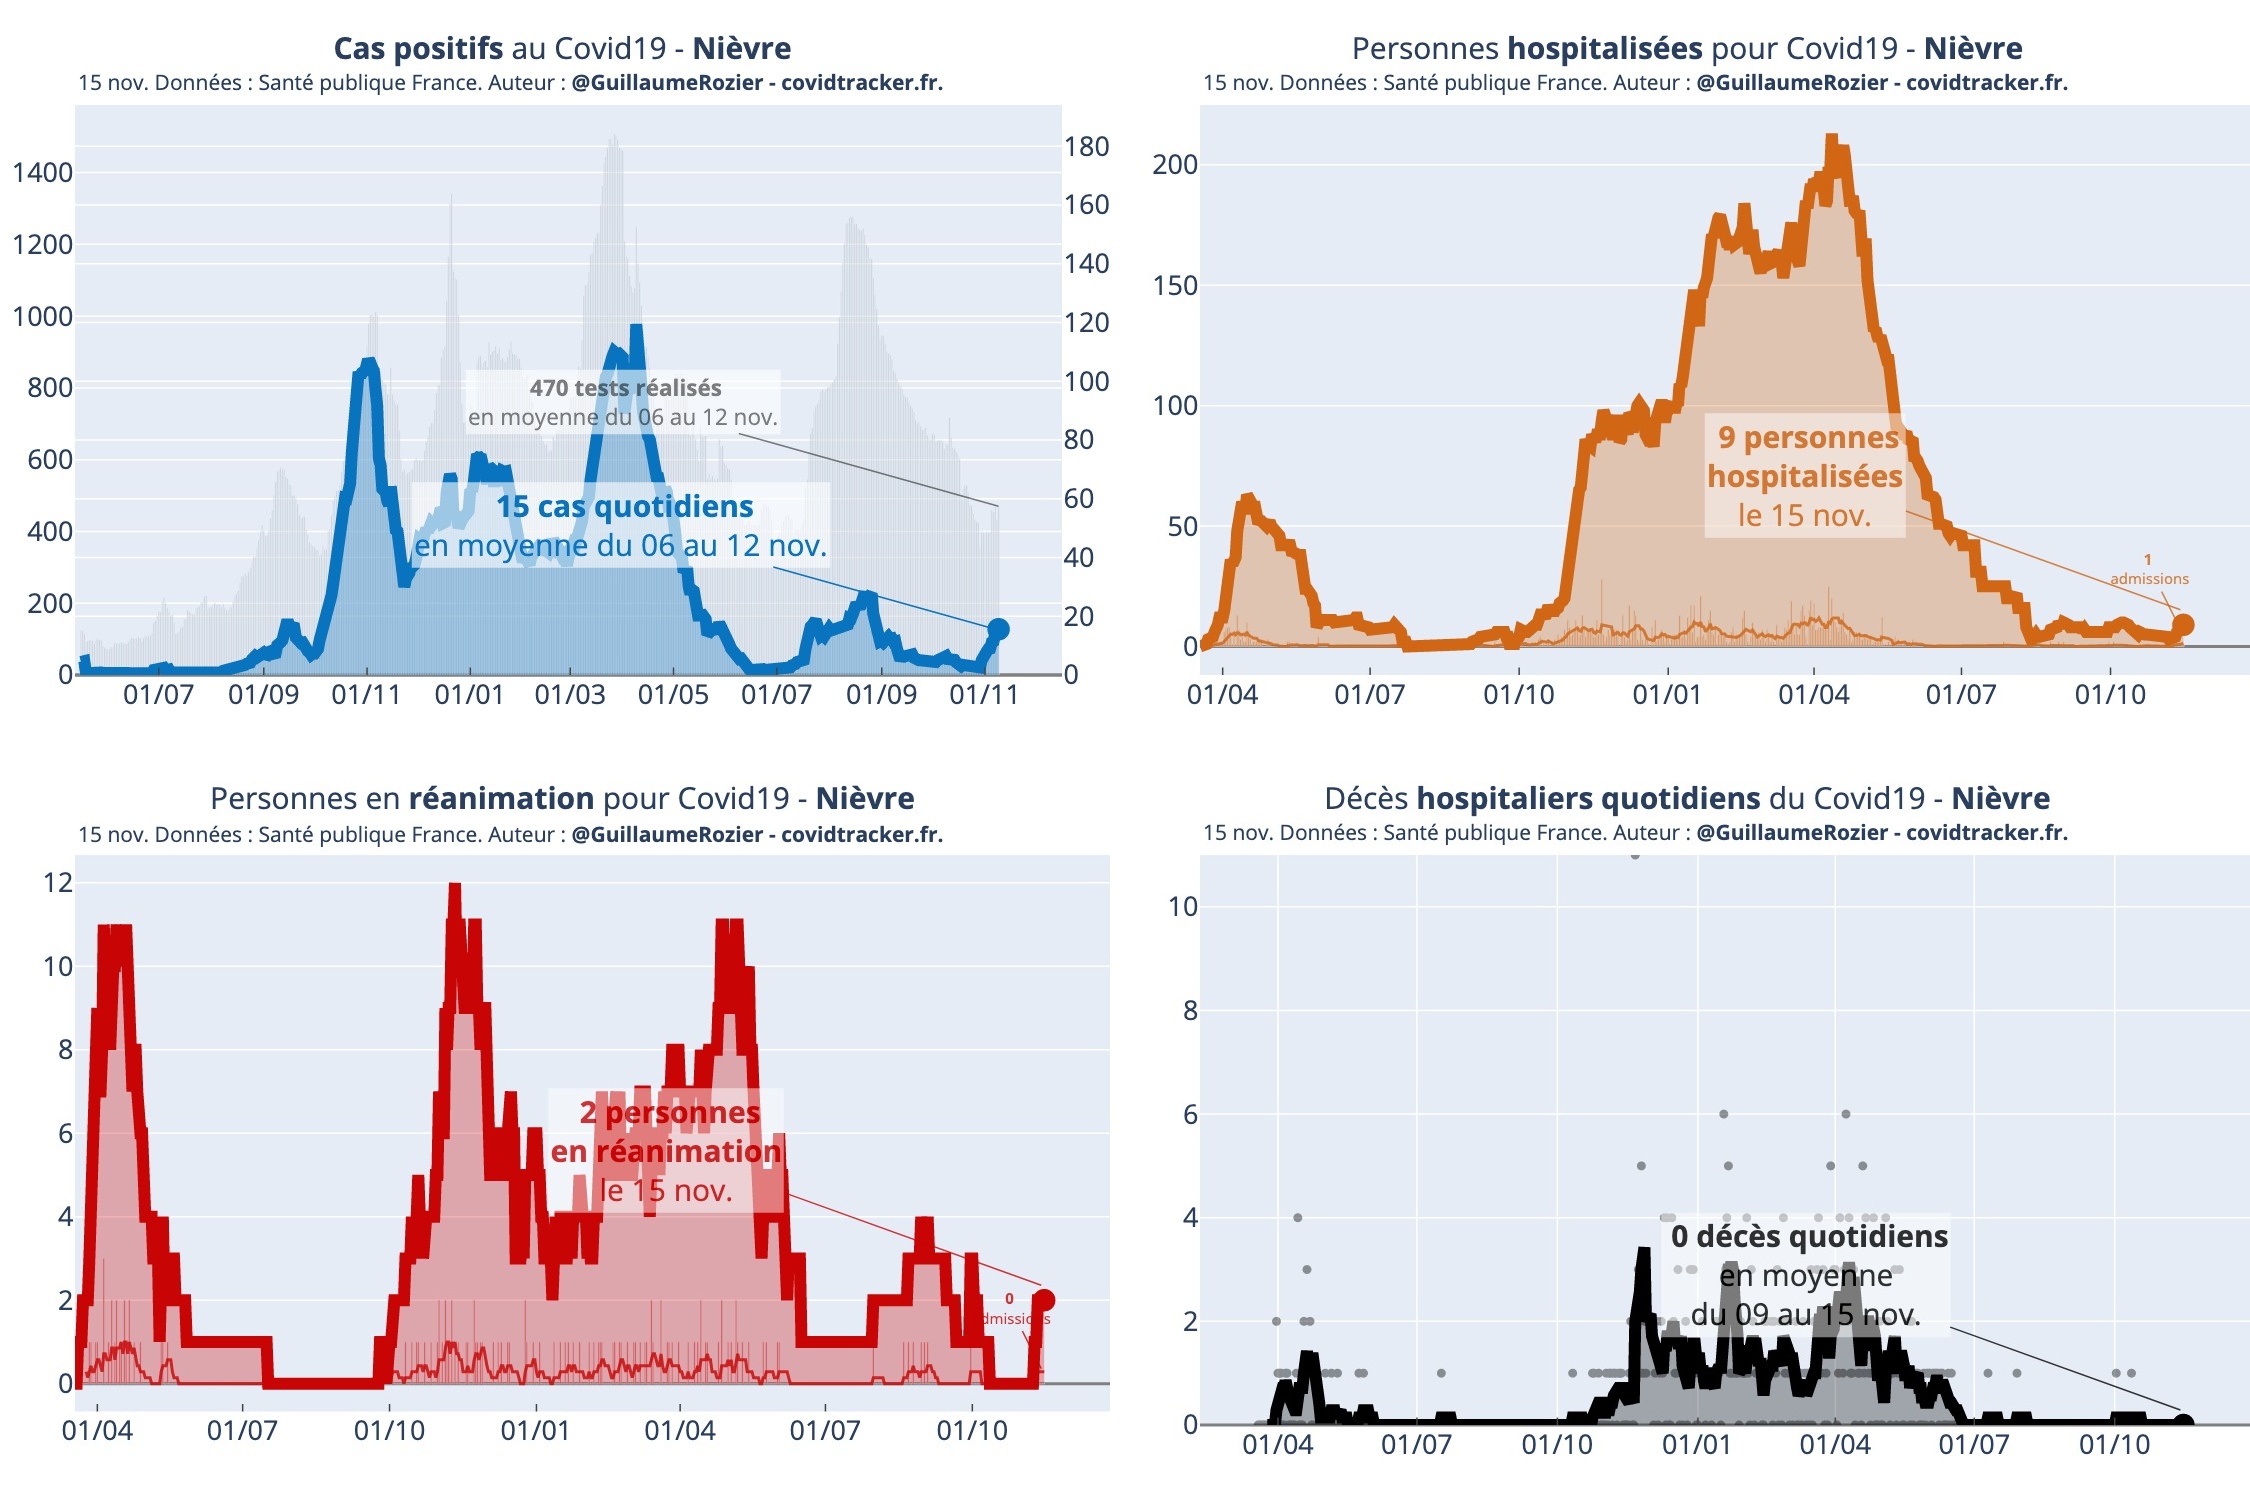 Cas positifs au Covid19 - Nièvre
15 nov. Données : Santé publique France. Auteur : @GuillaumeRozier - covidtracker.fr.
1400
1200
1000
800
600
400
200
0
180
160
140
120
100
80
60
40
20
0
470 tests réalisés
en moyenne du 06 au 12 nov.
15 cas quotidiens
en moyenne du 06 au 12 nov.
01/07 01/09 01/11 01/01 01/03 01/05 01/07 01/09 01/11
Personnes hospitalisées pour Covid19 - Nièvre
15 nov. Données : Santé publique France. Auteur : @GuillaumeRozier - covidtracker.fr.
200
150
100
50
0
9 personnes
hospitalisées
le 15 nov.
1
admissions
01/04 01/07 01/10 01/01 01/04 01/07 01/10
Personnes en réanimation pour Covid19 - Nièvre
15 nov. Données : Santé publique France. Auteur : @GuillaumeRozier - covidtracker.fr.
12
10
8
6
4
2
0
2 personnes
en réanimation
le 15 nov.
0
dmissions
01/04 01/07 01/10 01/01 01/04 01/07 01/10
Décès hospitaliers quotidiens du Covid19 - Nièvre
15 nov. Données : Santé publique France. Auteur : @GuillaumeRozier - covidtracker.fr.
10
8
6
4
2
0
0 décès quotidiens
en moyenne
du 09 au 15 nov.
01/04 01/07 01/10 01/01 01/04 01/07 01/10